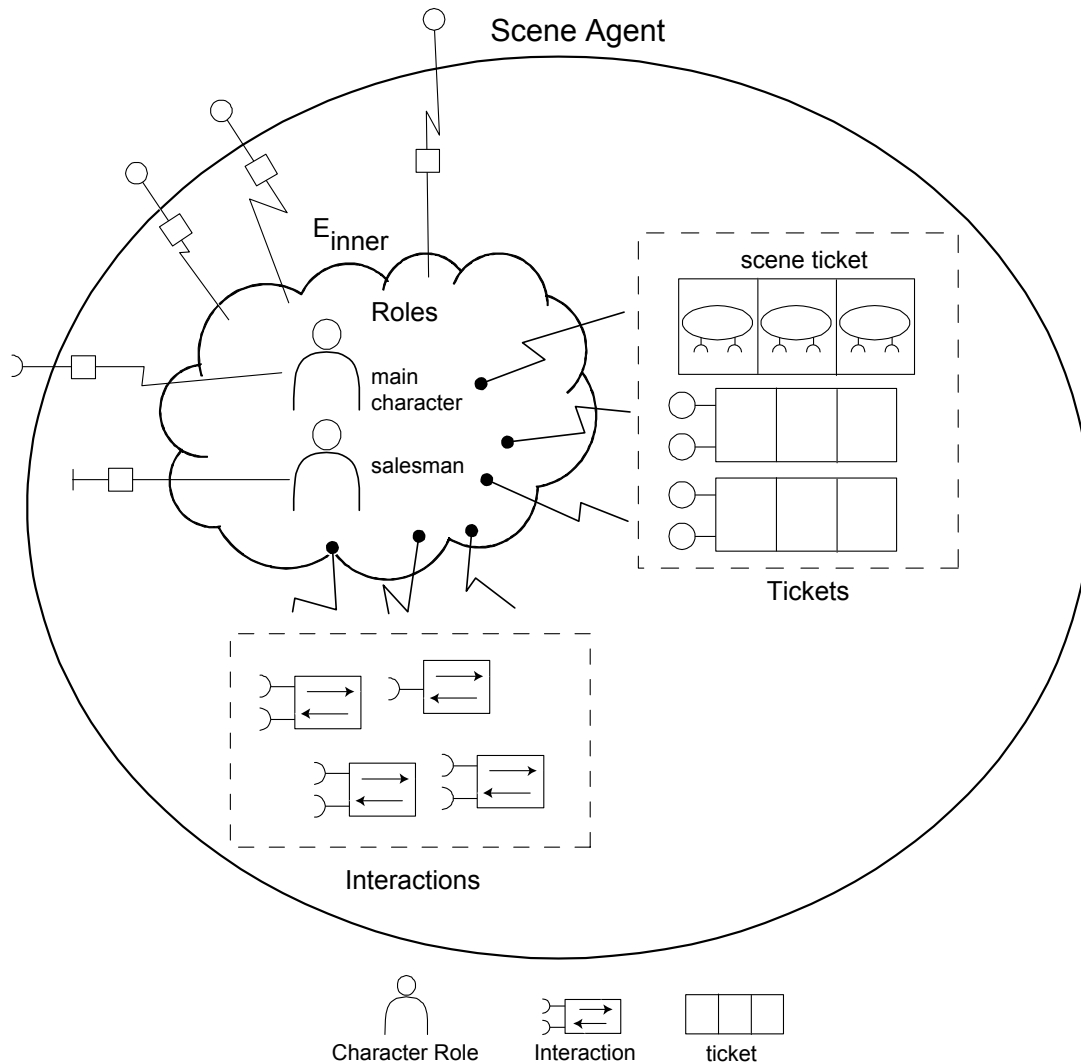 Scene Agent
E inner
scene ticket
Roles
main
character
salesman
Tickets
Interactions
Character Role
Interaction
ticket